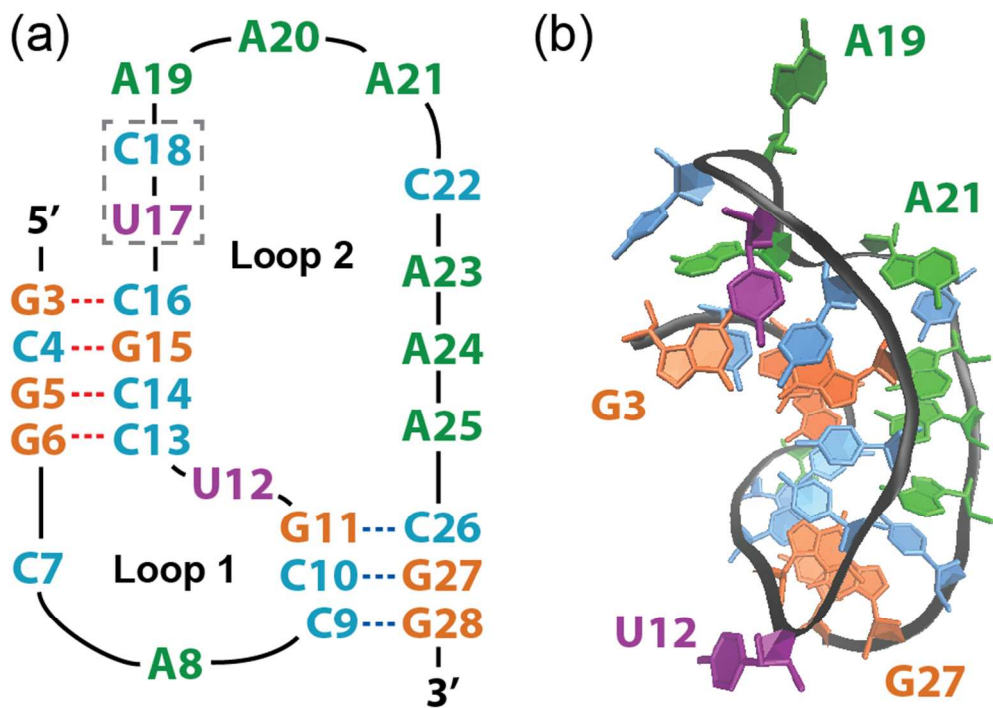 (a)
A20
A19
A21
C18
C22
5′
U17
Loop 2
G3
C16
A23
C4
G15
A24
G5
C14
G6
C13
A25
U12
G11
C26
C7
Loop 1
C10
G27
C9
G28
A8
3′
(b)
A19
A21
G3
U12
G27